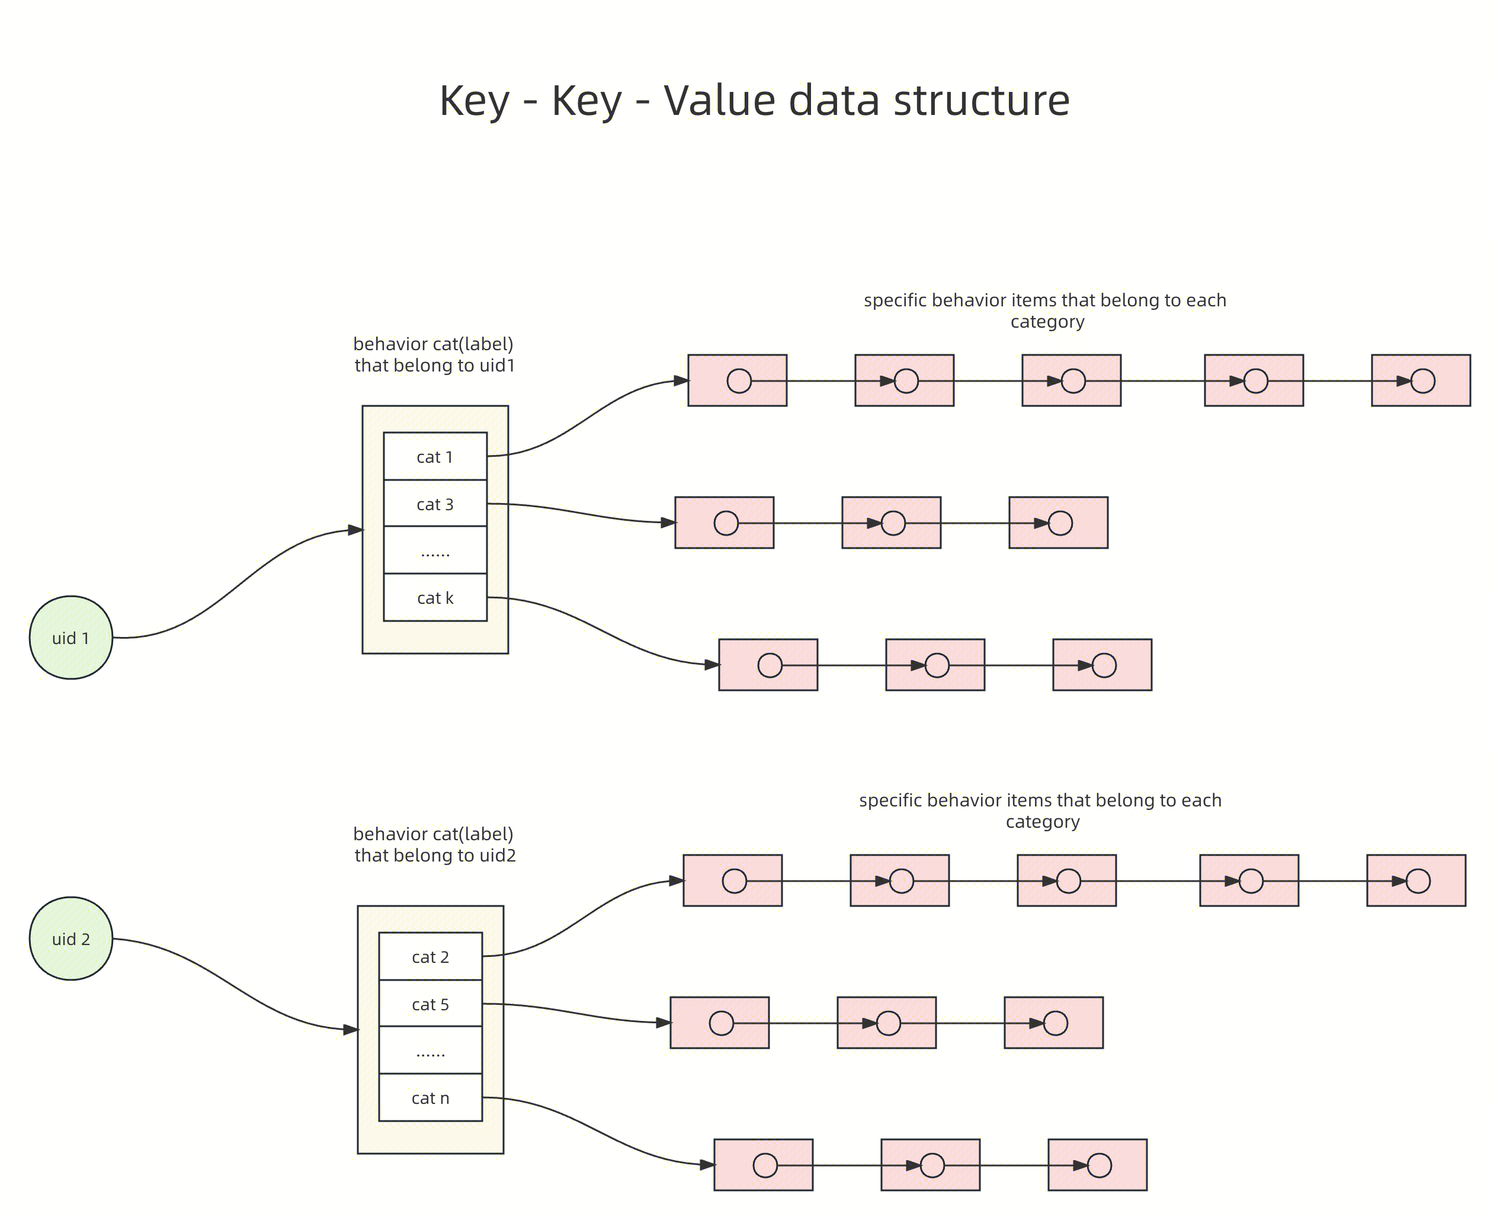 Key - Key - Value data structure
specific behavior items that belong to each
category
behavior cat(label)
that belong to uid1
cat 1
cat 3
......
cat k
uid 1
specific behavior items that belong to each
category
behavior cat(label)
that belong to uid2
uid 2
cat 2
cat 5
......
cat n